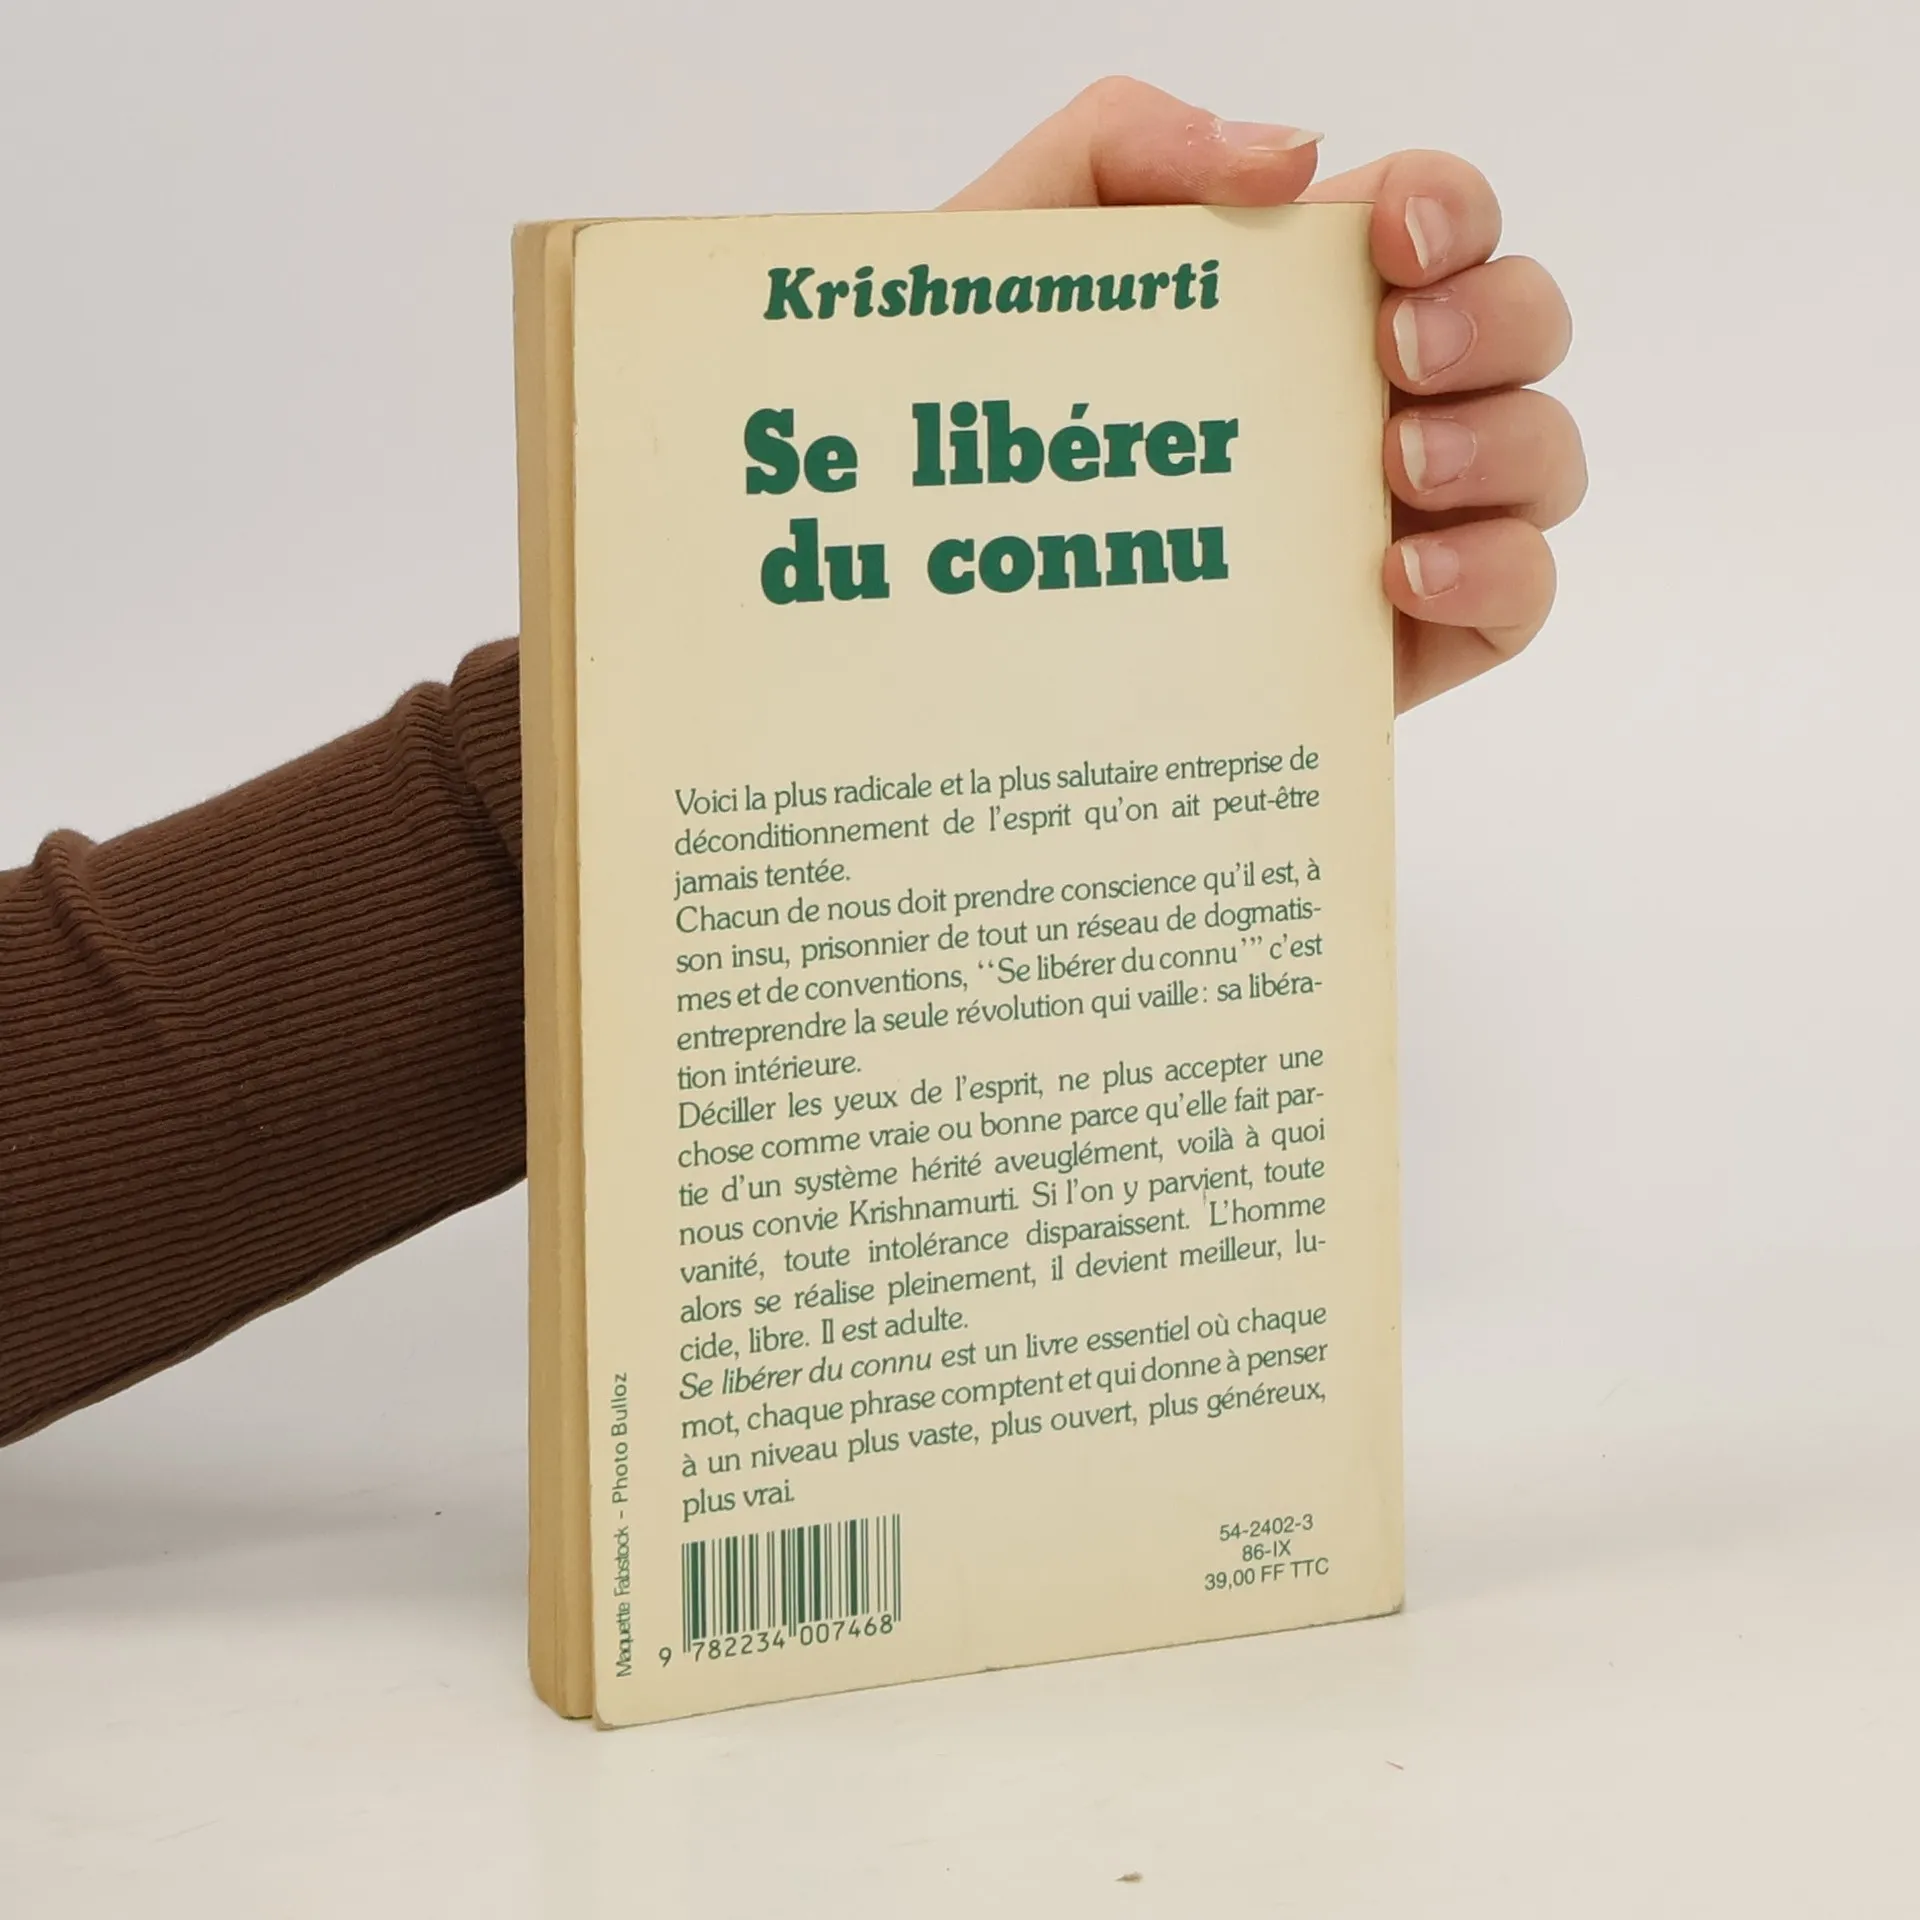 Krishnamurti
Se libérer
du connu
Voici la plus radicale et la plus salutaire entreprise de
déconditionnement de l'esprit qu'on ait peut-être
jamais tentée.
Chacun de nous doit prendre conscience qu'il est, à
son insu, prisonnier de tout un réseau de dogmatis-
mes et de conventions, ‘‘Se libérer du connu’’’ c'est
entreprendre la seule révolution qui vaille : sa libéra-
tion intérieure.
Déciller les yeux de l'esprit, ne plus accepter une
chose comme vraie ou bonne parce qu'elle fait par-
tie d'un système hérité aveuglément, voilà à quoi
nous convie Krishnamurti. Si l'on y parvient, toute
vanité, toute intolérance disparaissent. L'homme
alors se réalise pleinement, il devient meilleur, lu-
cide, libre. Il est adulte.
Se libérer du connu est un livre essentiel où chaque
mot, chaque phrase comptent et qui donne à penser
à un niveau plus vaste, plus ouvert, plus généreux,
plus vrai.
Maquette Fabstock - Photo Bulloz
9 782234 007468
54-2402-3
86-IX
39,00 FF TTC